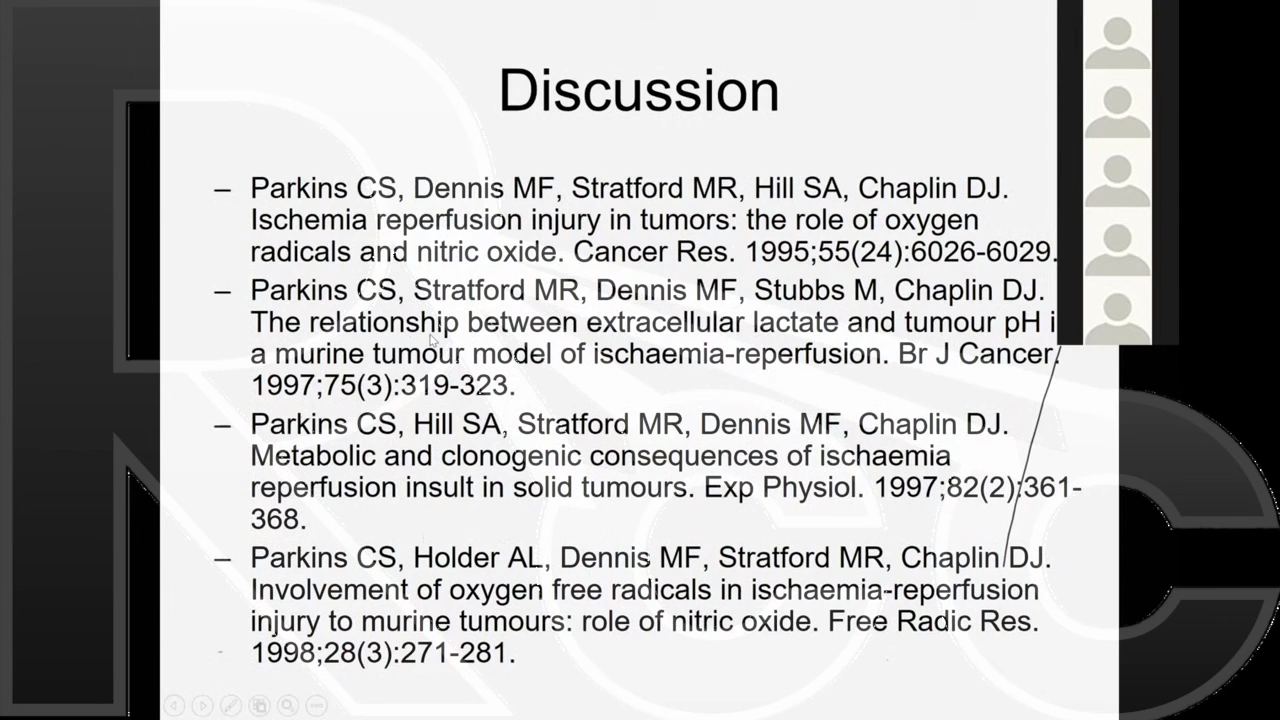 Discussion
– Parkins CS, Dennis MF, Stratford MR, Hill SA, Chaplin DJ.
Ischemia reperfusion injury in tumors: the role of oxygen
radicals and nitric oxide. Cancer Res. 1995;55(24):6026-6029.
– Parkins CS, Stratford MR, Dennis MF, Stubbs M, Chaplin DJ.
The relationship between extracellular lactate and tumour pH
a murine tumour model of ischaemia-reperfusion. Br J Cancer.
1997;75(3):319-323.
– Parkins CS, Hill SA, Stratford MR, Dennis MF, Chaplin DJ.
Metabolic and clonogenic consequences of ischaemia
reperfusion insult in solid tumours. Exp Physiol. 1997;82(2):361-
368.
– Parkins CS, Holder AL, Dennis MF, Stratford MR, Chaplin DJ.
Involvement of oxygen free radicals in ischaemia-reperfusion
injury to murine tumours: role of nitric oxide. Free Radic Res.
1998;28(3):271-281.